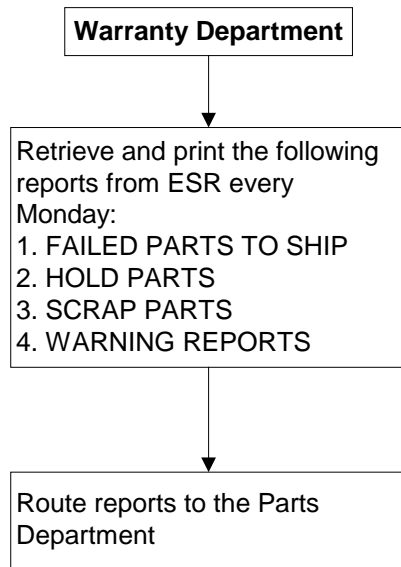 Warranty Department
Retrieve and print the following
reports from ESR every
Monday:
1. FAILED PARTS TO SHIP
2. HOLD PARTS
3. SCRAP PARTS
4. WARNING REPORTS
Route reports to the Parts
Department